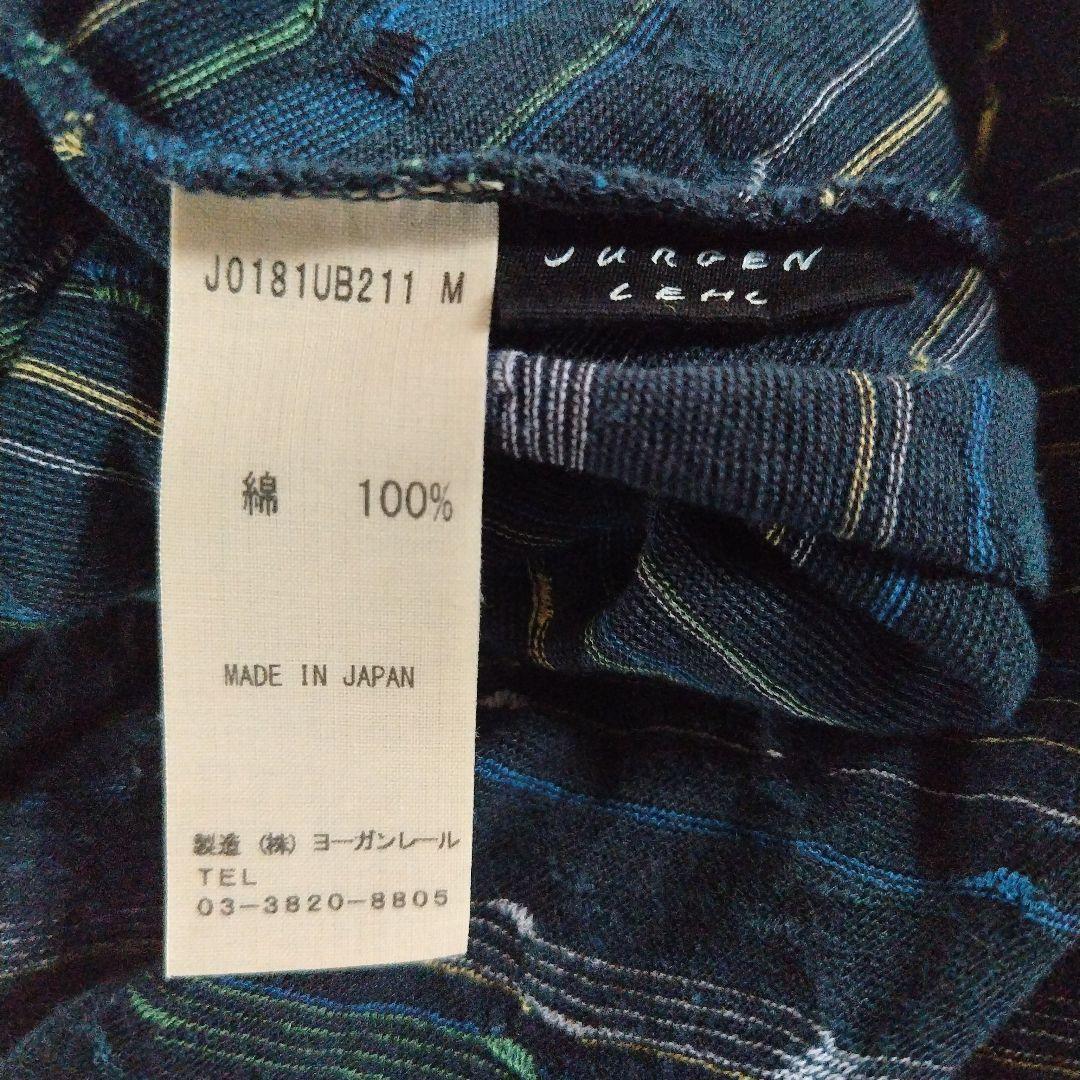 J0181UB211 M
JURGEN
LEHL
綿 100%
MADE IN JAPAN
製造 (株) ヨーガンレール
TEL
03-3820-8805